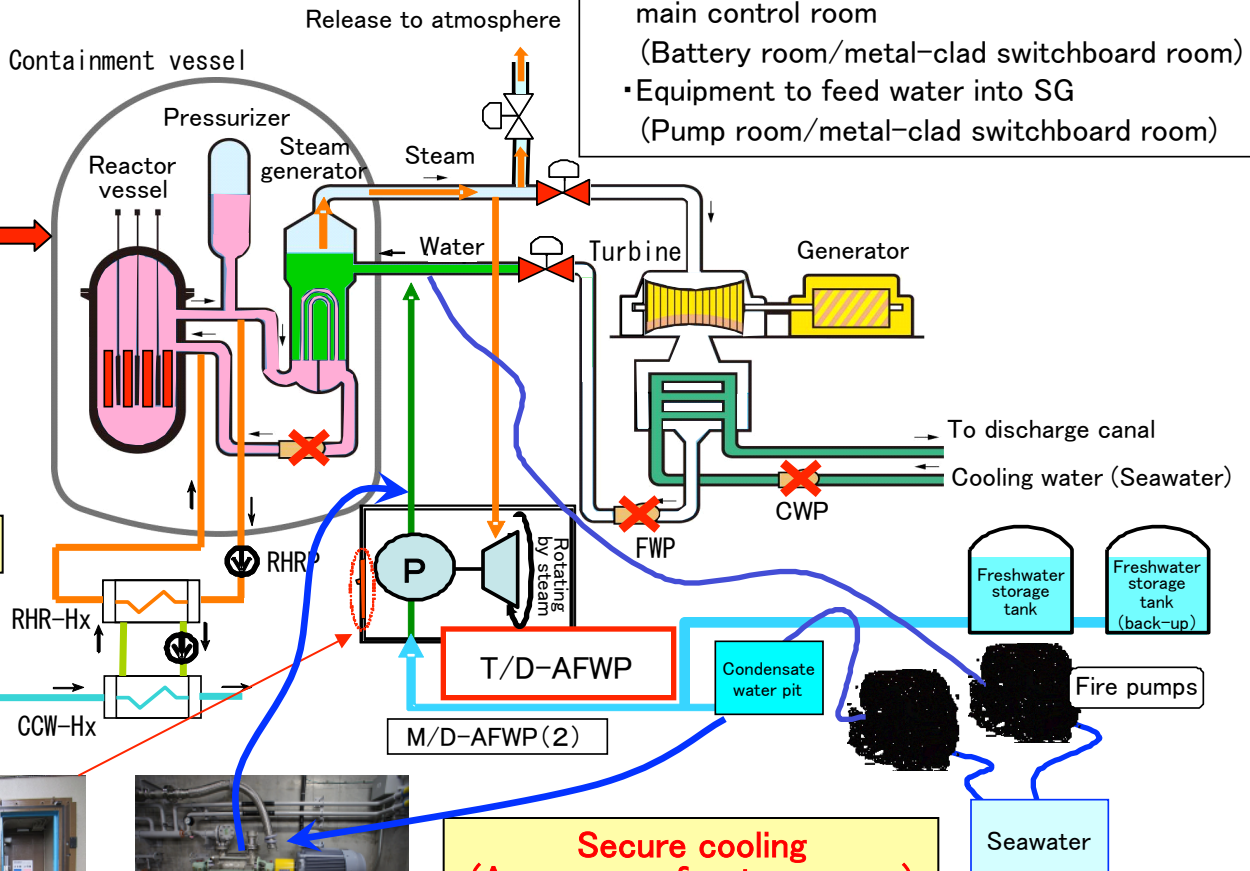 Release to atmosphere
main control room
(Battery room/metal-clad switchboard room)
・Equipment to feed water into SG
(Pump room/metal-clad switchboard room)
Containment vessel
Pressurizer
Steam
generator
Reactor
vessel
Steam
Water
Turbine
Generator
To discharge canal
Cooling water (Seawater)
CWP
FWP
RHRP
RHR-Hx
CCW-Hx
P
Rotating
by steam
T/D-AFWP
M/D-AFWP(2)
Freshwater
storage
tank
Freshwater
storage
tank
(back-up)
Condensate
water pit
Fire pumps
Seawater
Secure cooling